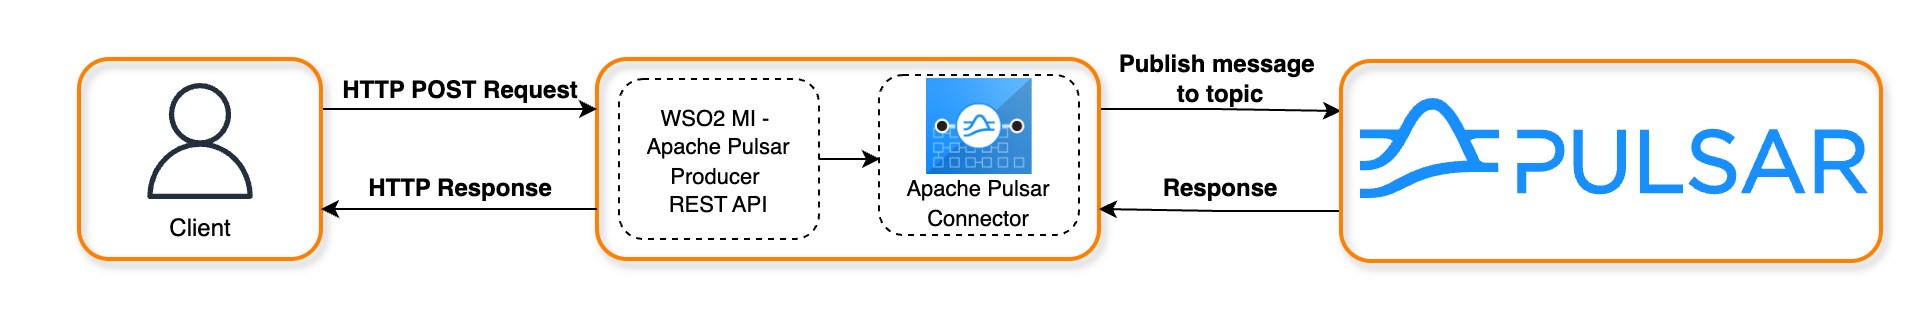 Client
HTTP POST Request
HTTP Response
WSO2 MI -
Apache Pulsar
Producer
REST API
Apache Pulsar
Connector
Publish message
to topic
Response
PULSAR